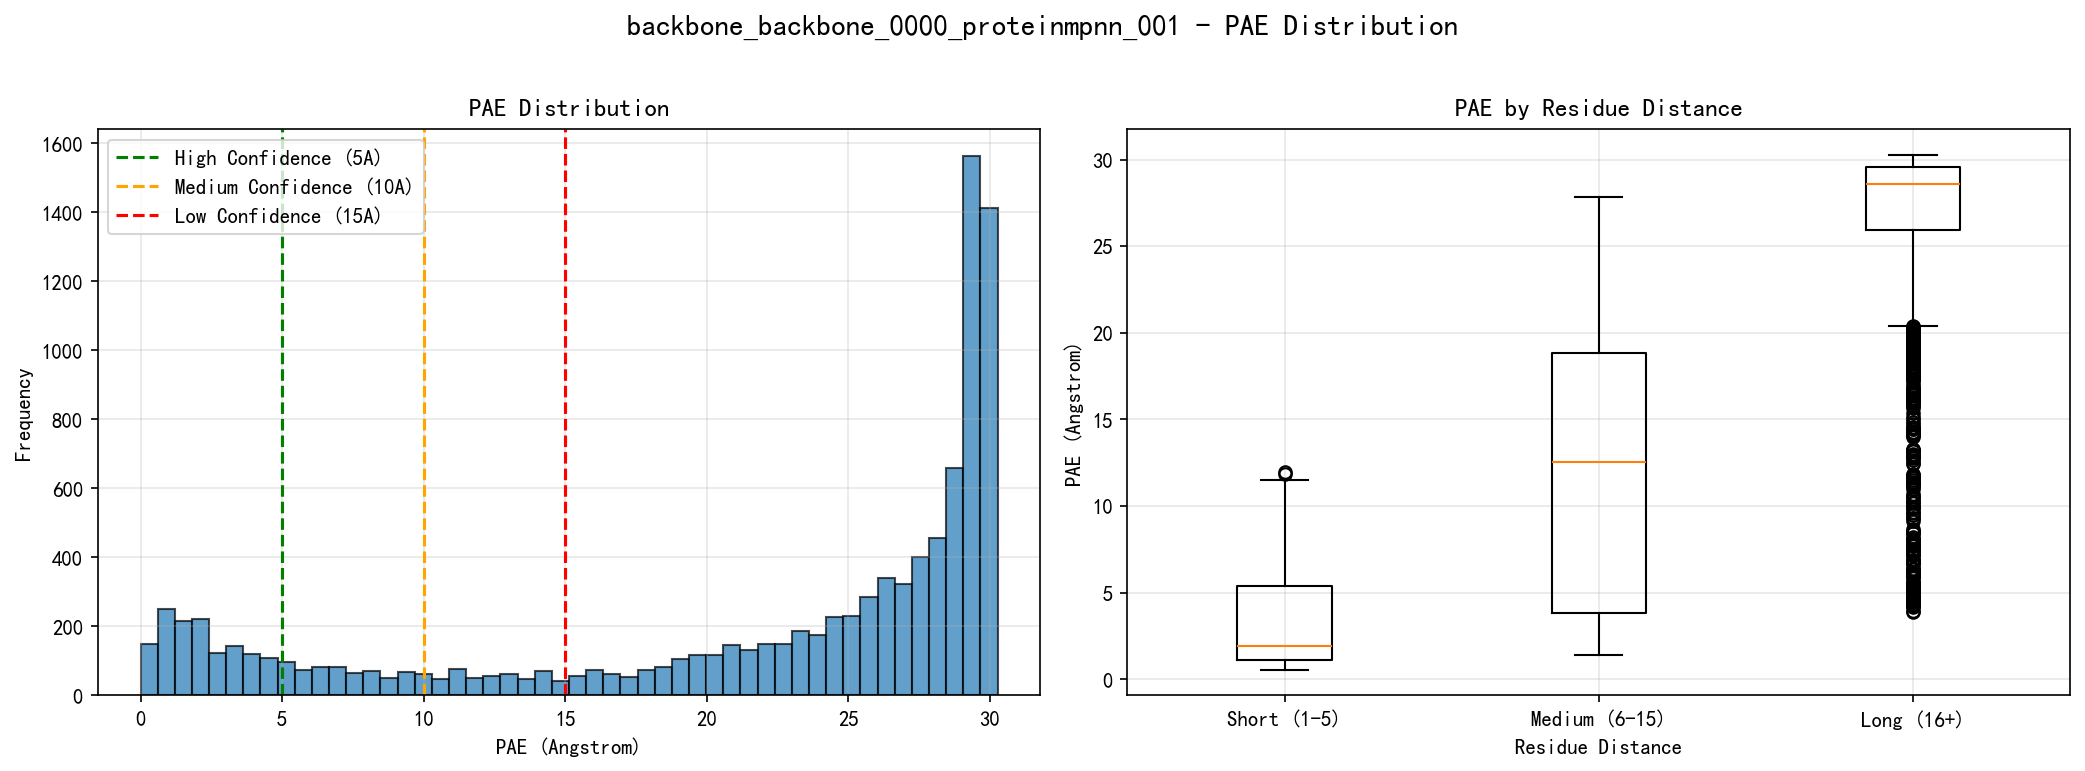 backbone_backbone_0000_proteinmpnn_001 - PAE Distribution
PAE Distribution
High Confidence (5A)
Medium Confidence (10A)
Low Confidence (15A)
1600
1400
1200
1000
800
600
400
200
0
Frequency
0 5 10 15 20 25 30
PAE (Angstrom)
PAE by Residue Distance
30
25
20
15
10
5
0
PAE (Angstrom)
Short (1-5) Medium (6-15) Long (16+)
Residue Distance